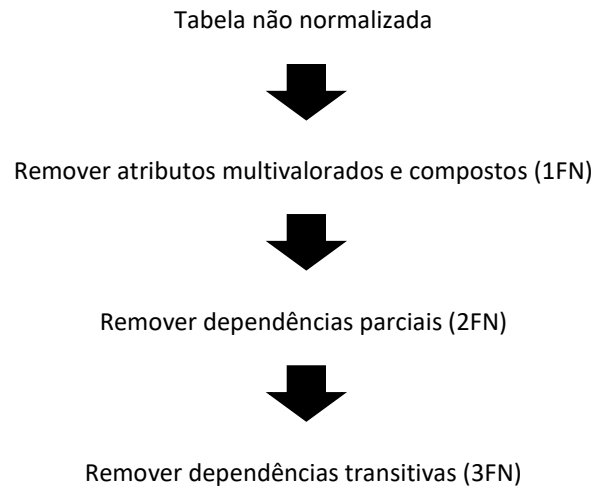 Tabela não normalizada
Remover atributos multivalorados e compostos (1FN)
Remover dependências parciais (2FN)
Remover dependências transitivas (3FN)